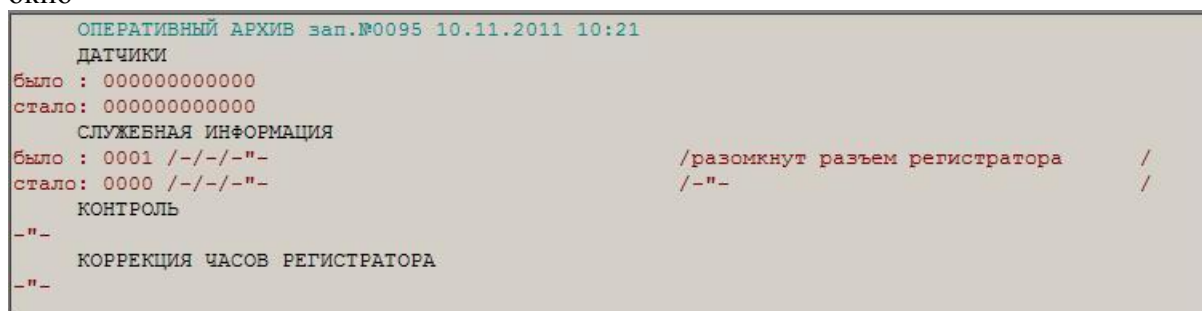 ОПЕРАТИВНЫЙ АРХИВ зап.№0095 10.11.2011 10:21
ДАТЧИКИ
было : 000000000000
стало: 000000000000
СЛУЖЕБНАЯ ИНФОРМАЦИЯ
было : 0001 /-/-/-"- /разомкнут разъем регистратора /
стало: 0000 /-/-/-"- /-"- /
КОНТРОЛЬ
-"-
КОРРЕКЦИЯ ЧАСОВ РЕГИСТРАТОРА
-"-